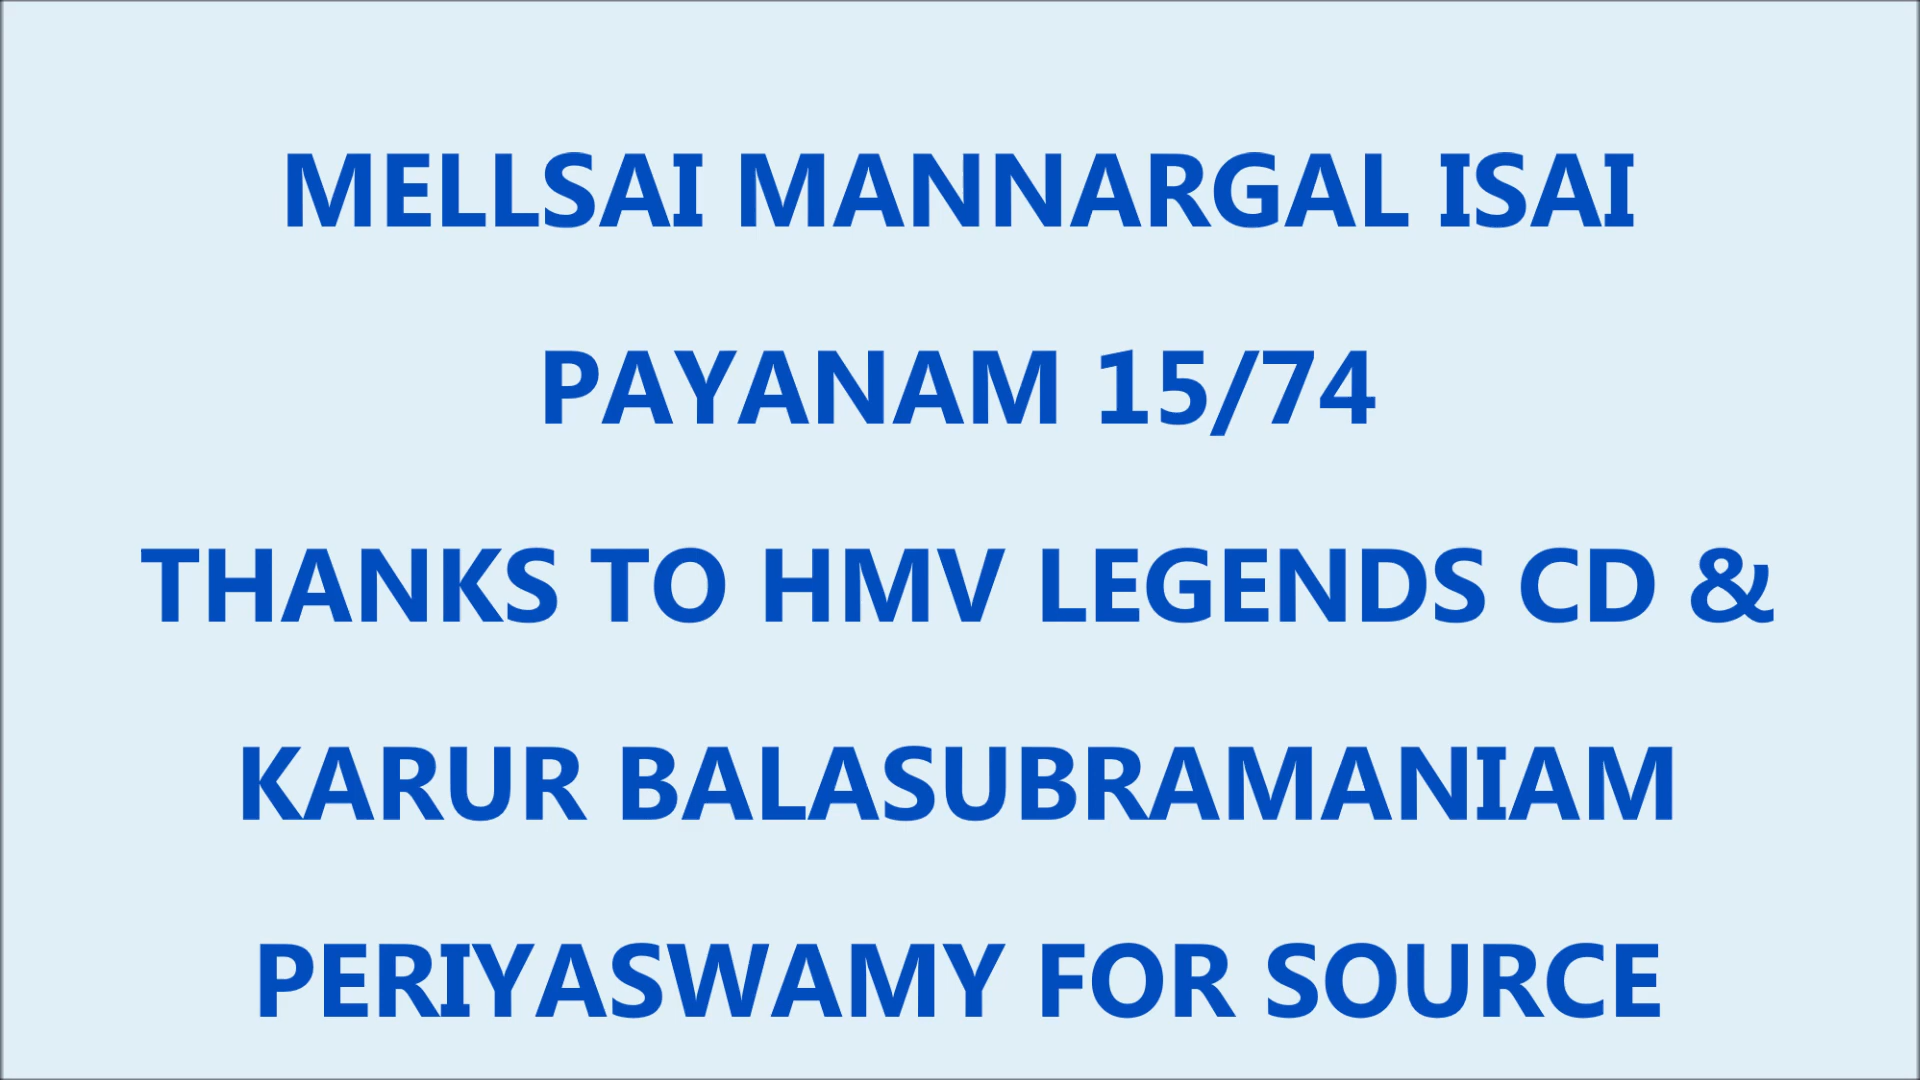 MELLSAI MANNARGAL ISAI
PAYANAM 15/74
THANKS TO HMV LEGENDS CD &
KARUR BALASUBRAMANIAM
PERIYASWAMY FOR SOURCE